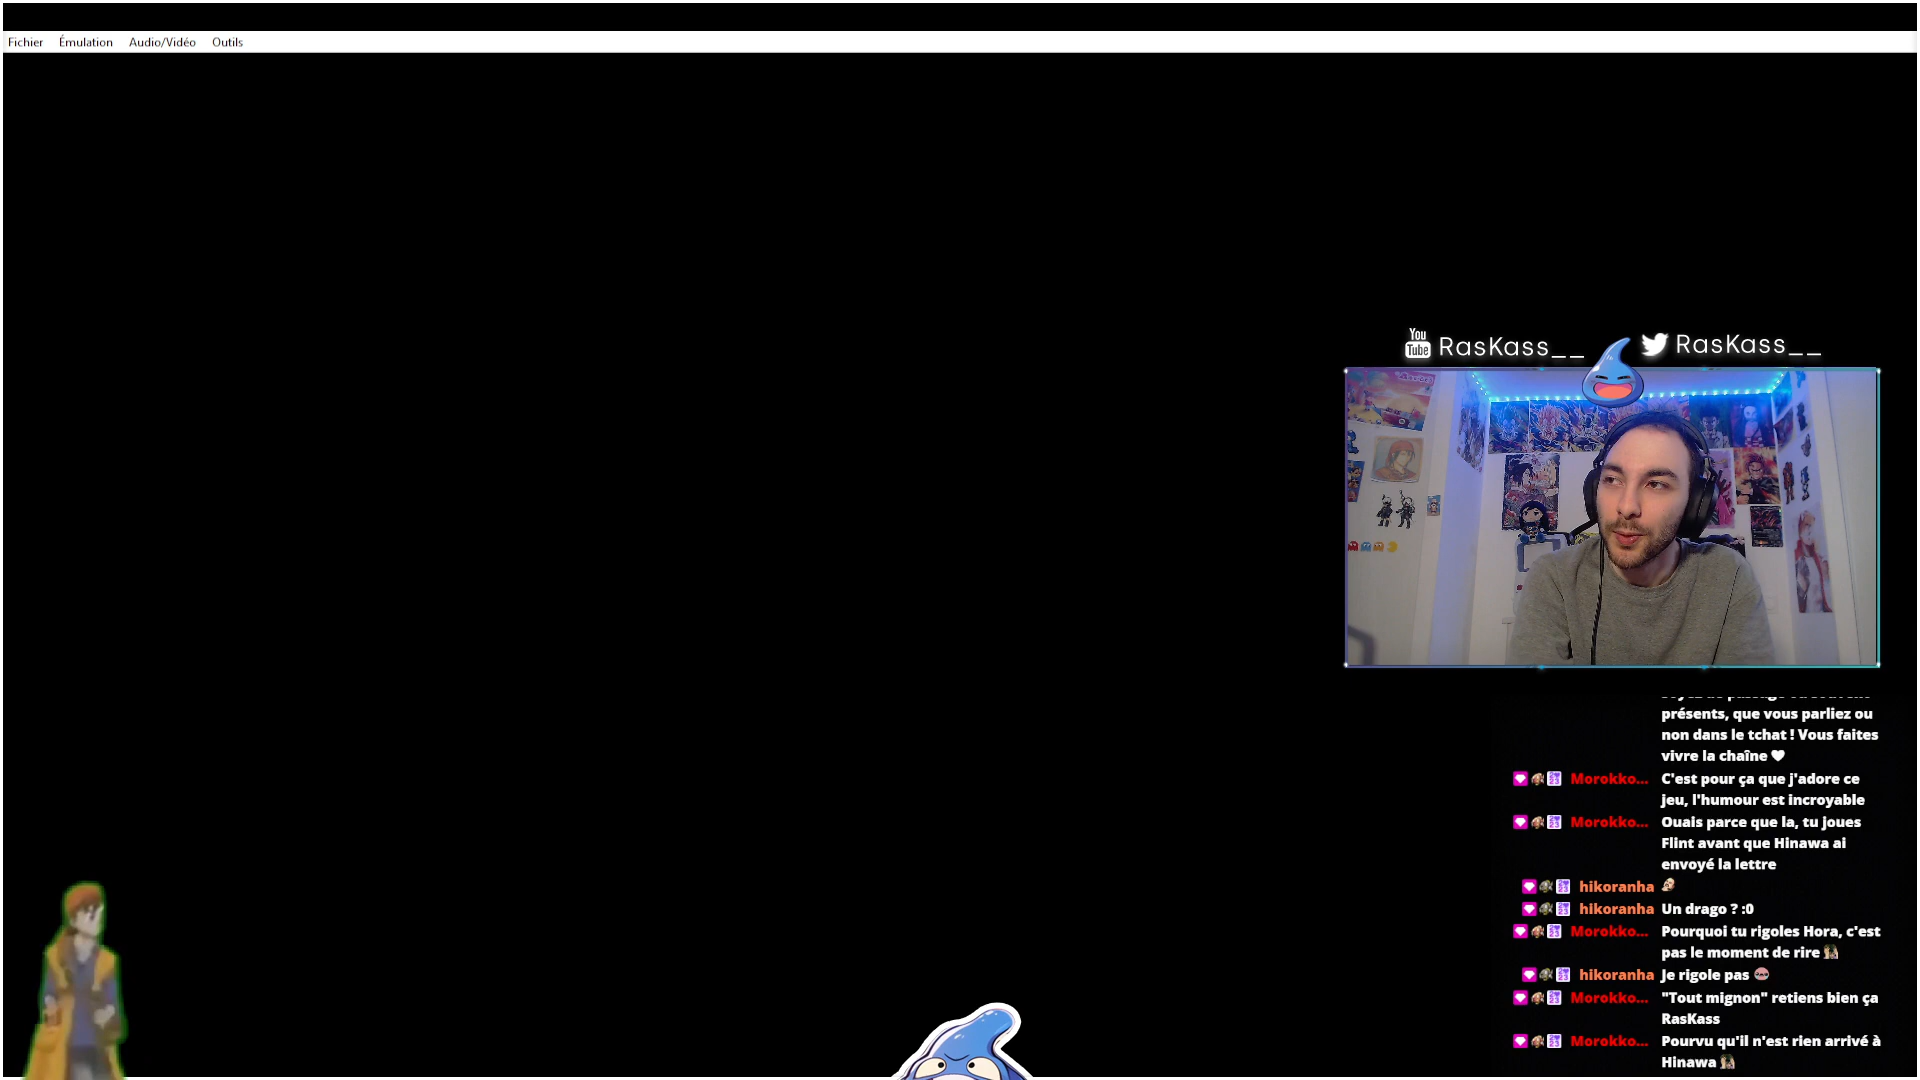 Fichier Émulation Audio/Vidéo Outils
You
Tube RasKass__ RasKass__
présents, que vous parliez ou
non dans le tchat ! Vous faites
vivre la chaîne
Morokko... C'est pour ça que j'adore ce
jeu, l'humour est incroyable
Morokko... Ouais parce que la, tu joues
Flint avant que Hinawa ai
envoyé la lettre
hikoranha
hikoranha Un drago ? :0
Morokko... Pourquoi tu rigoles Hora, c'est
pas le moment de rire
hikoranha Je rigole pas
Morokko... "Tout mignon" retiens bien ça
RasKass
Morokko... Pourvu qu'il n'est rien arrivé à
Hinawa